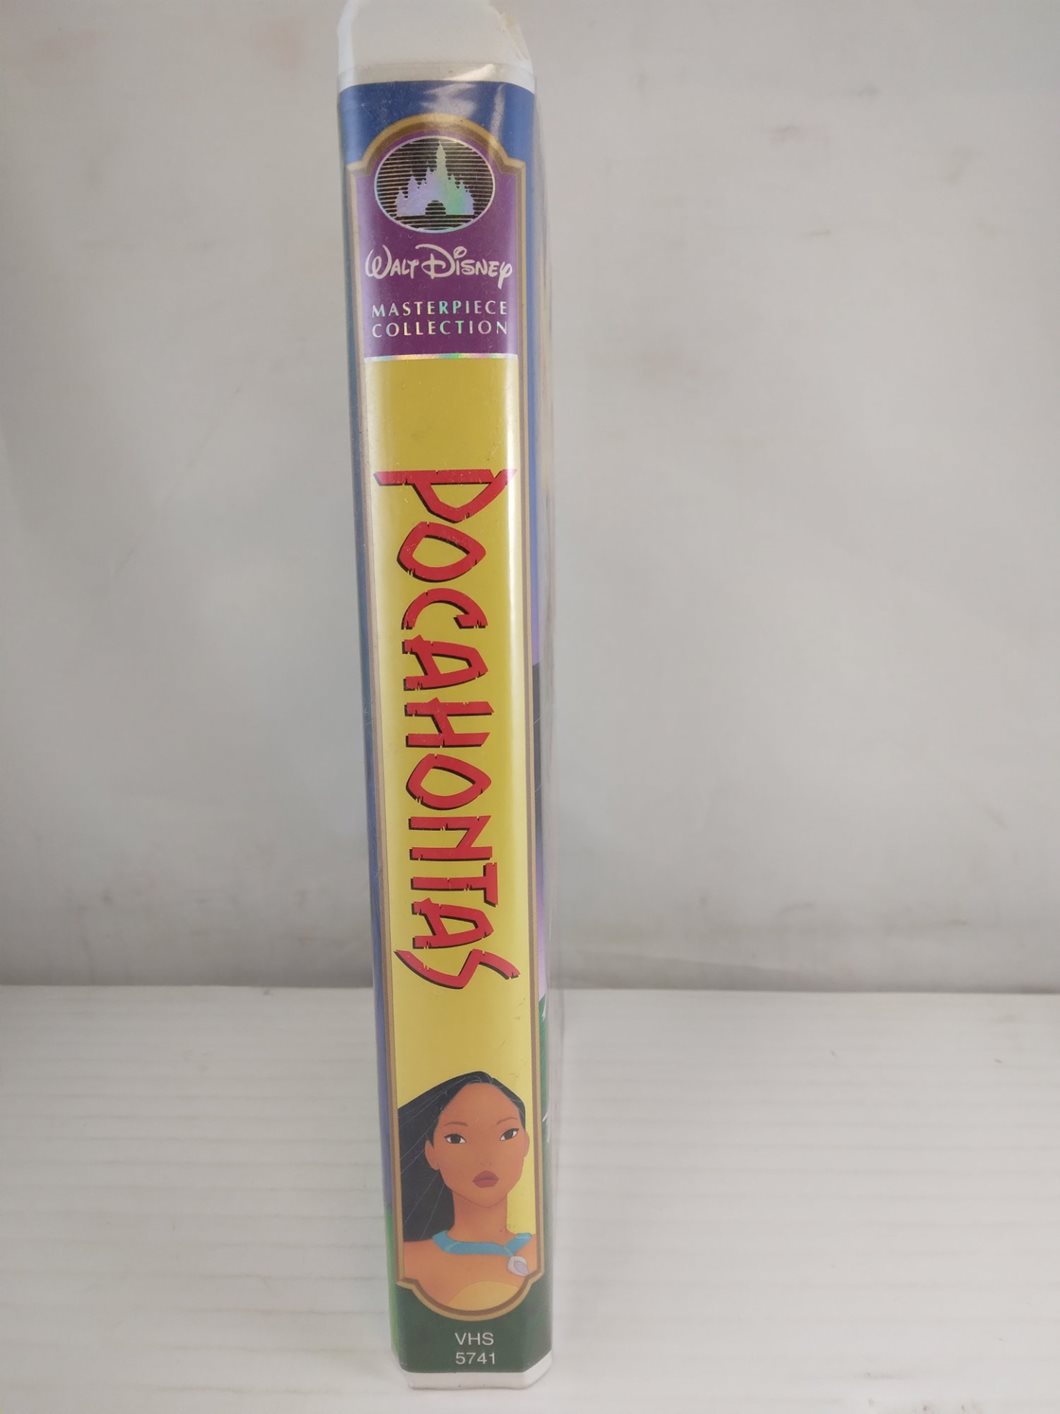 WALT DISNEY
MASTERPIECE
COLLECTION
POCAHONTAS
VHS
5741